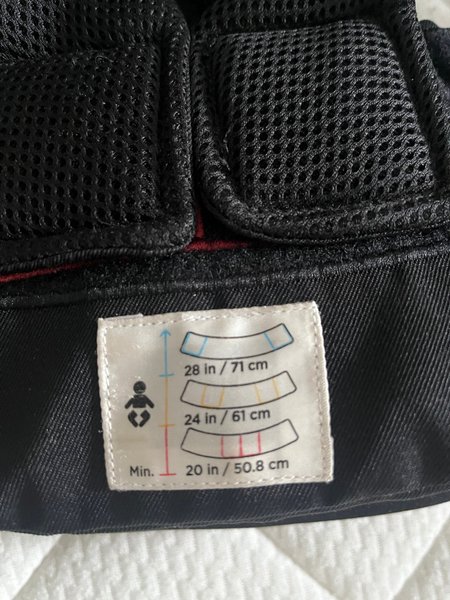 28 in / 71 cm
24 in / 61 cm
Min. 20 in / 50.8 cm